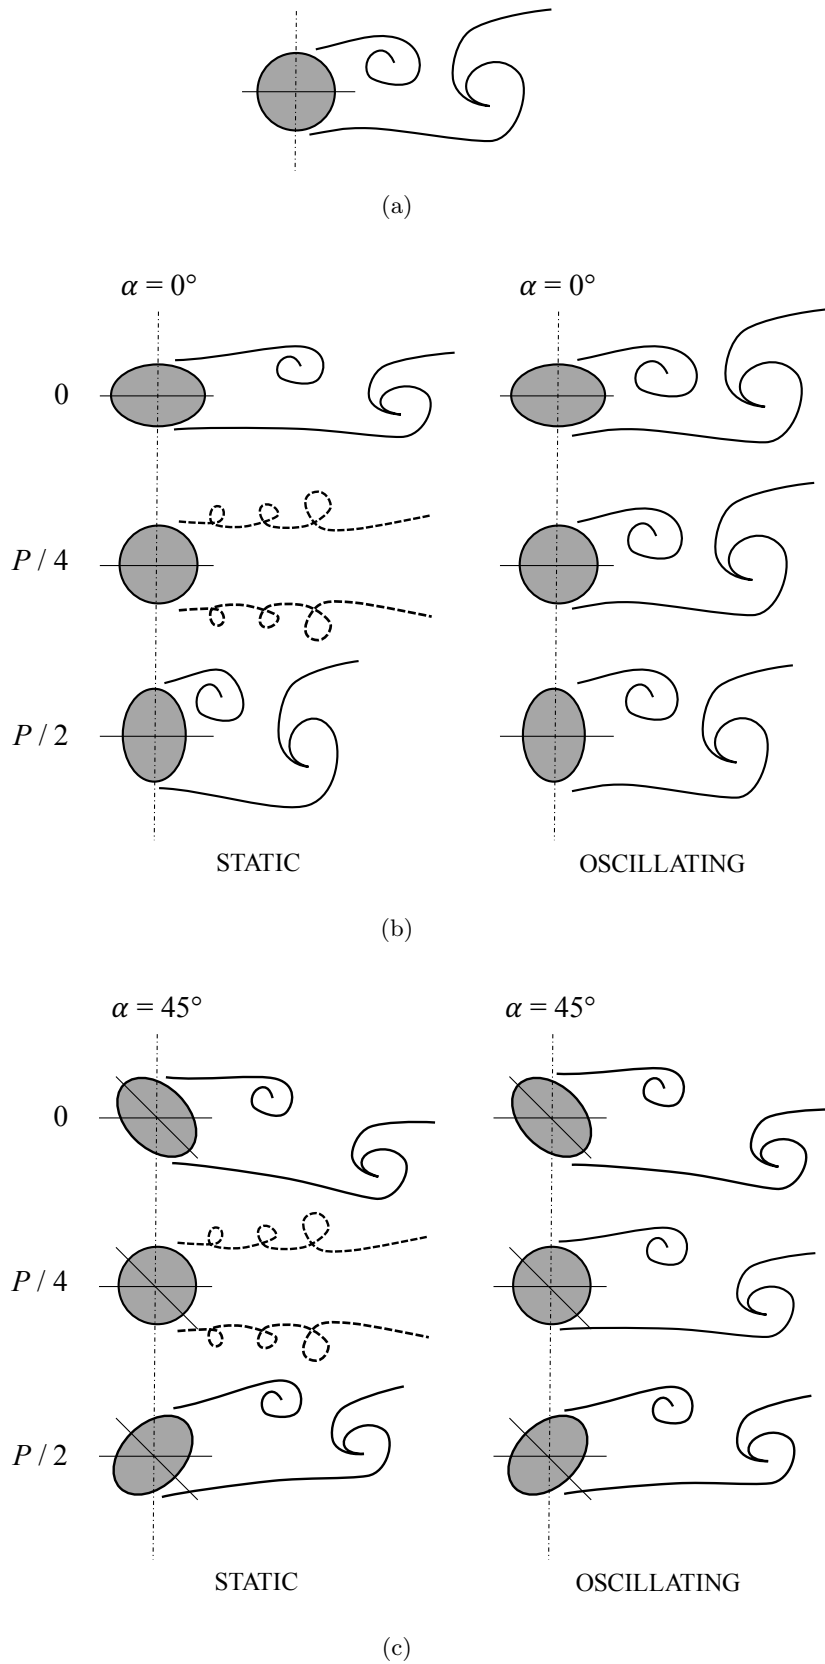 (a)
α = 0° α = 0°
0
P / 4
P / 2
STATIC OSCILLATING
(b)
α = 45° α = 45°
0
P / 4
P / 2
STATIC OSCILLATING
(c)